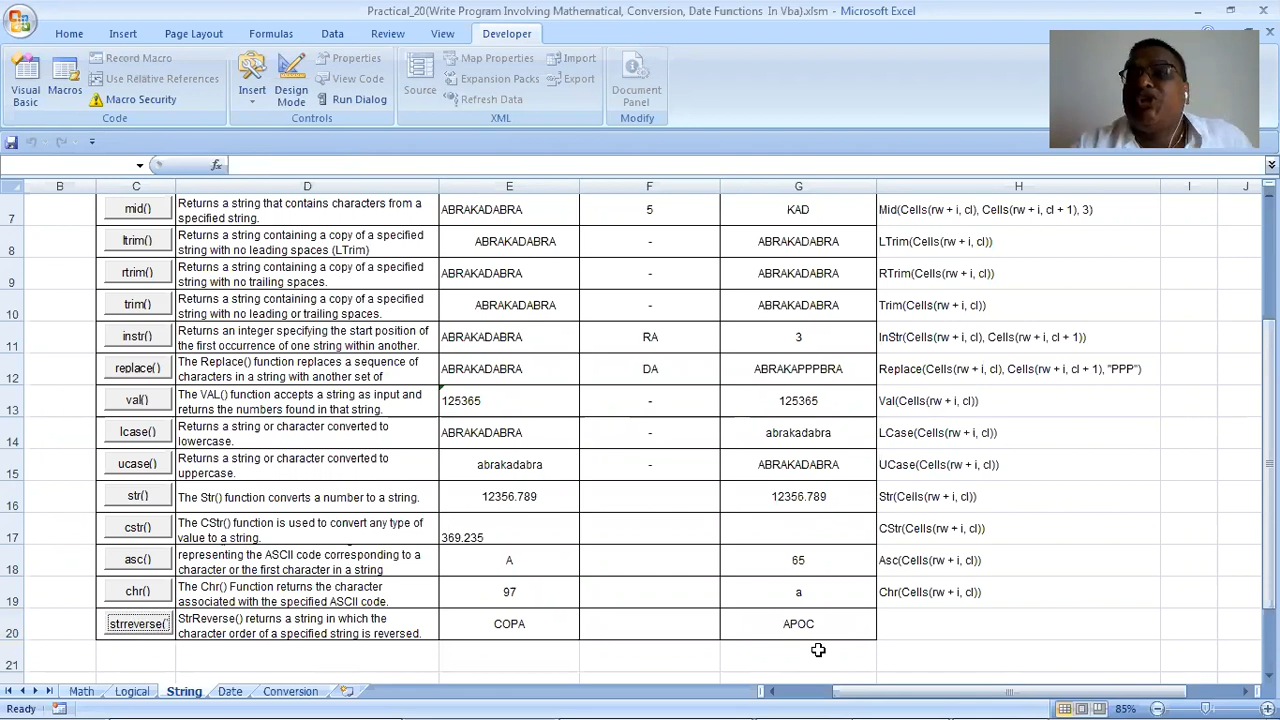 Practical_20(Write Program Involving Mathematical, Conversion, Date Functions In Vba).xlsm - Microsoft Excel
Home Insert Page Layout Formulas Data Review View Developer
Visual Basic Macros Record Macro Use Relative References Macro Security Insert Design Mode Properties View Code Run Dialog Source Map Properties Expansion Packs Refresh Data Import Export Document Panel
Code Controls XML Modify
fx
B C D E F G H I J
7 mid() Returns a string that contains characters from a specified string. ABRAKADABRA 5 KAD Mid(Cells(rw + i, cl), Cells(rw + i, cl + 1), 3)
8 ltrim() Returns a string containing a copy of a specified string with no leading spaces (LTrim) ABRAKADABRA - ABRAKADABRA LTrim(Cells(rw + i, cl))
9 rtrim() Returns a string containing a copy of a specified string with no trailing spaces. ABRAKADABRA - ABRAKADABRA RTrim(Cells(rw + i, cl))
10 trim() Returns a string containing a copy of a specified string with no leading or trailing spaces. ABRAKADABRA - ABRAKADABRA Trim(Cells(rw + i, cl))
11 instr() Returns an integer specifying the start position of the first occurrence of one string within another. ABRAKADABRA RA 3 InStr(Cells(rw + i, cl), Cells(rw + i, cl + 1))
12 replace() The Replace() function replaces a sequence of characters in a string with another set of ABRAKADABRA DA ABRAKAPPPBRA Replace(Cells(rw + i, cl), Cells(rw + i, cl + 1), "PPP")
13 val() The VAL() function accepts a string as input and returns the numbers found in that string. 125365 - 125365 Val(Cells(rw + i, cl))
14 lcase() Returns a string or character converted to lowercase. ABRAKADABRA - abrakadabra LCase(Cells(rw + i, cl))
15 ucase() Returns a string or character converted to uppercase. abrakadabra - ABRAKADABRA UCase(Cells(rw + i, cl))
16 str() The Str() function converts a number to a string. 12356.789 12356.789 Str(Cells(rw + i, cl))
17 cstr() The CStr() function is used to convert any type of value to a string. 369.235 CStr(Cells(rw + i, cl))
18 asc() representing the ASCII code corresponding to a character or the first character in a string A 65 Asc(Cells(rw + i, cl))
19 chr() The Chr() Function returns the character associated with the specified ASCII code. 97 a Chr(Cells(rw + i, cl))
20 strreverse() StrReverse() returns a string in which the character order of a specified string is reversed. COPA APOC
21
Math Logical String Date Conversion
Ready 85%